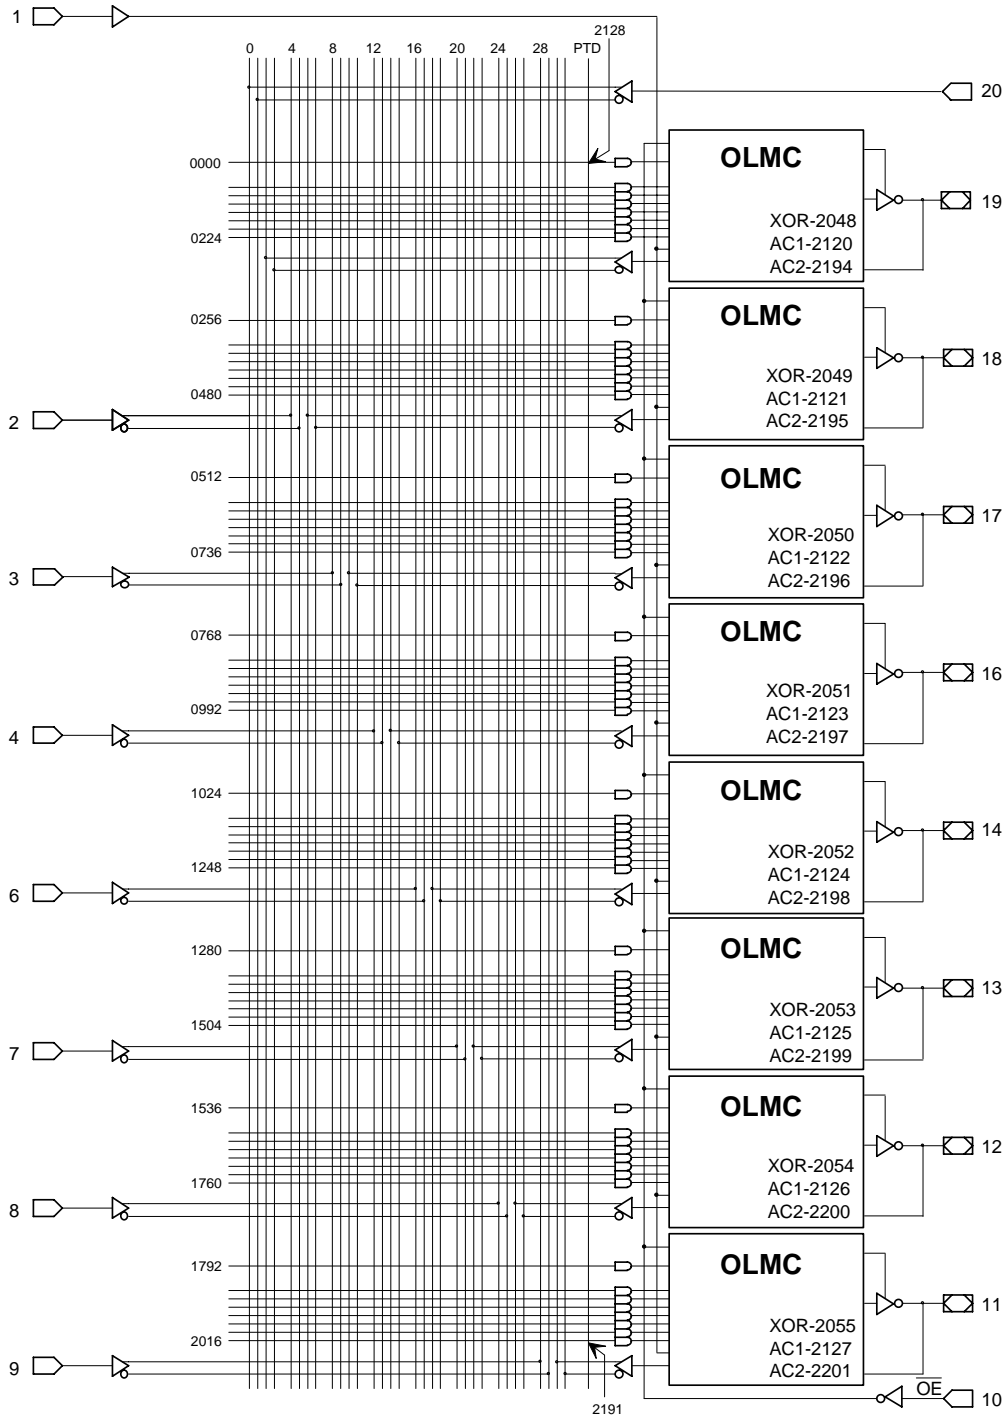 1
2128
0 4 8 12 16 20 24 28 PTD
20
0000
OLMC
XOR-2048
19
0224
AC1-2120
AC2-2194
0256
OLMC
18
XOR-2049
0480
AC1-2121
2
AC2-2195
0512
OLMC
17
XOR-2050
0736
AC1-2122
3
AC2-2196
0768
OLMC
16
XOR-2051
0992
AC1-2123
4
AC2-2197
1024
OLMC
14
XOR-2052
1248
AC1-2124
6
AC2-2198
1280
OLMC
13
XOR-2053
1504
AC1-2125
7
AC2-2199
1536
OLMC
12
XOR-2054
1760
AC1-2126
8
AC2-2200
1792
OLMC
11
XOR-2055
2016
AC1-2127
9
AC2-2201
OE
10
2191